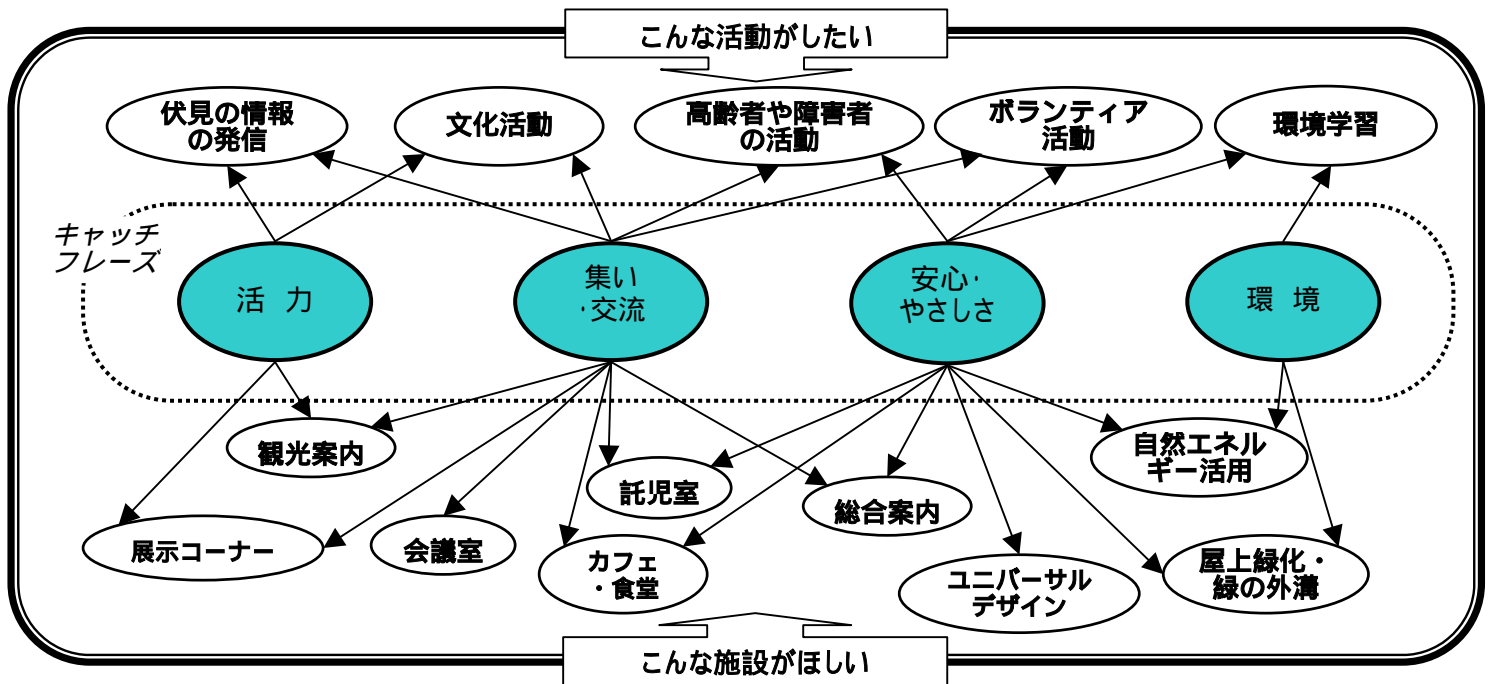 こんな活動がしたい
伏見の情報
の発信
文化活動
高齢者や障害者
の活動
ボランティア
活動
環境学習
キャッチ
フレーズ
活 力
集い
・交流
安心・
やさしさ
環 境
観光案内
託児室
総合案内
自然エネル
ギー活用
展示コーナー
会議室
カフェ
・食堂
ユニバーサル
デザイン
屋上緑化・
緑の外溝
こんな施設がほしい